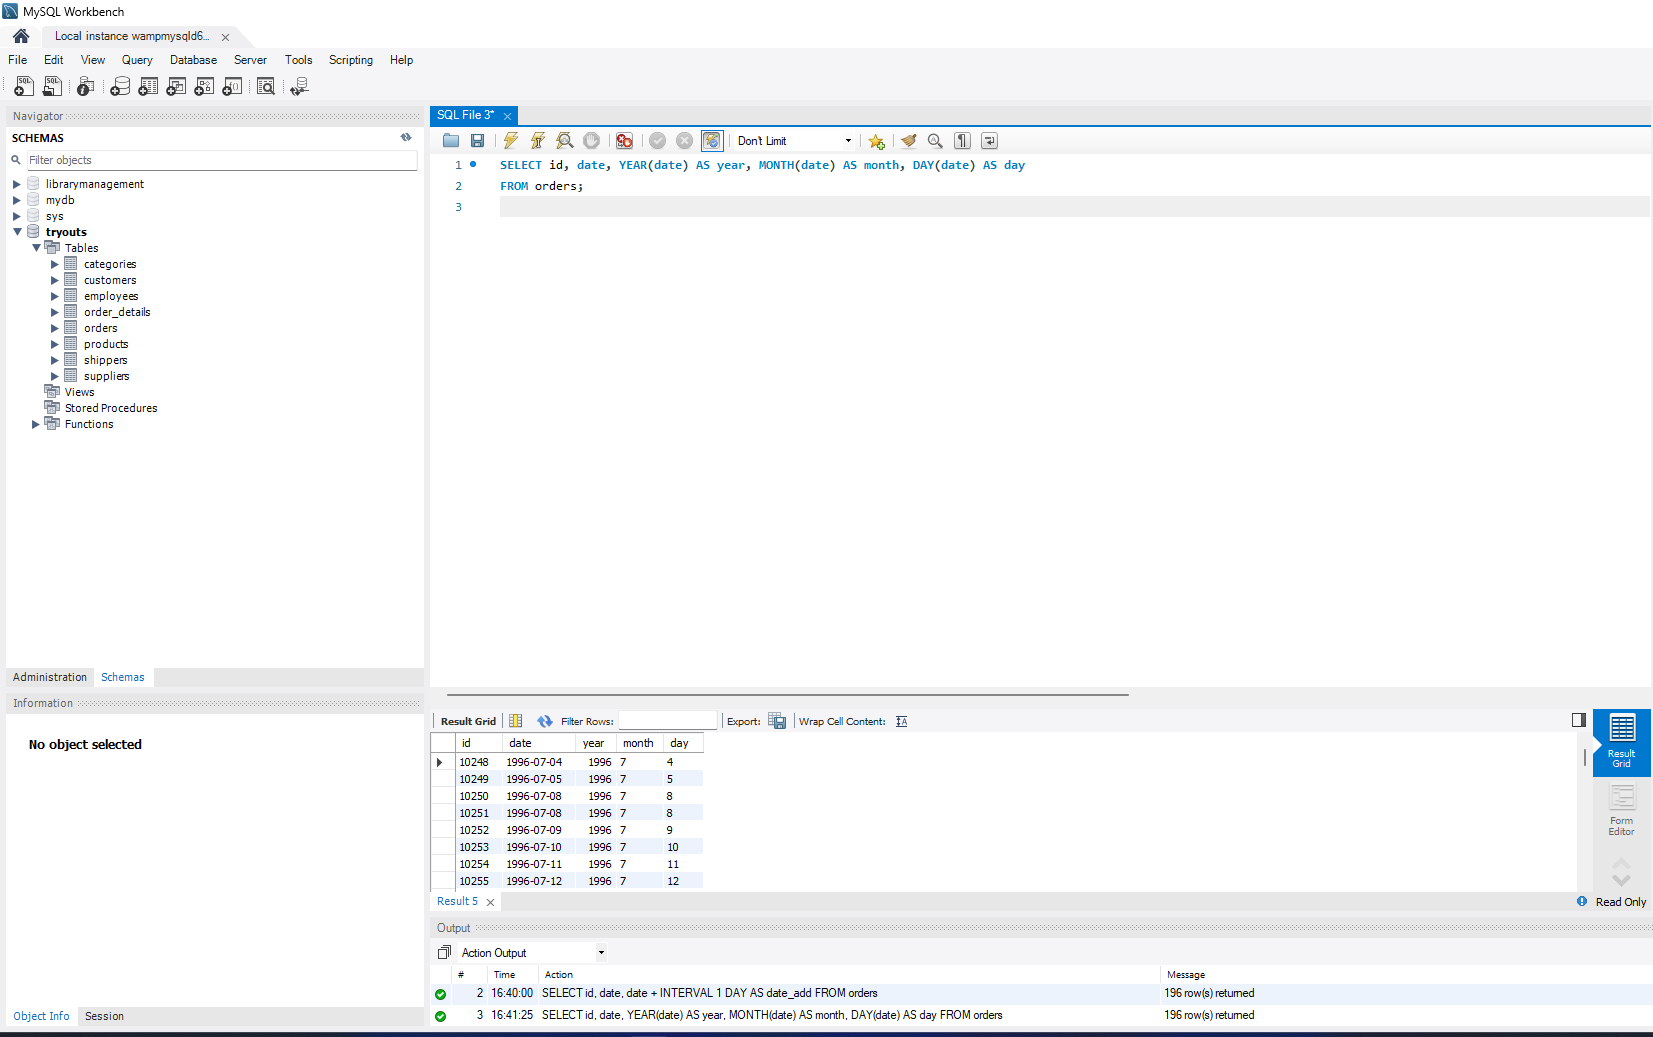 MySQL Workbench
Local instance wampmysqld6...
File Edit View Query Database Server Tools Scripting Help
Navigator
SCHEMAS
Filter objects
librarymanagement
mydb
sys
tryouts
Tables
categories
customers
employees
order_details
orders
products
shippers
suppliers
Views
Stored Procedures
Functions
Administration Schemas
Information
No object selected
Object Info Session
SQL File 3*
Don't Limit
1 SELECT id, date, YEAR(date) AS year, MONTH(date) AS month, DAY(date) AS day
2 FROM orders;
3
Result Grid Filter Rows: Export: Wrap Cell Content:
id date year month day
10248 1996-07-04 1996 7 4
10249 1996-07-05 1996 7 5
10250 1996-07-08 1996 7 8
10251 1996-07-08 1996 7 8
10252 1996-07-09 1996 7 9
10253 1996-07-10 1996 7 10
10254 1996-07-11 1996 7 11
10255 1996-07-12 1996 7 12
Result
Grid
Form
Editor
Result 5
Read Only
Output
Action Output
# Time Action Message
2 16:40:00 SELECT id, date, date + INTERVAL 1 DAY AS date_add FROM orders 196 row(s) returned
3 16:41:25 SELECT id, date, YEAR(date) AS year, MONTH(date) AS month, DAY(date) AS day FROM orders 196 row(s) returned